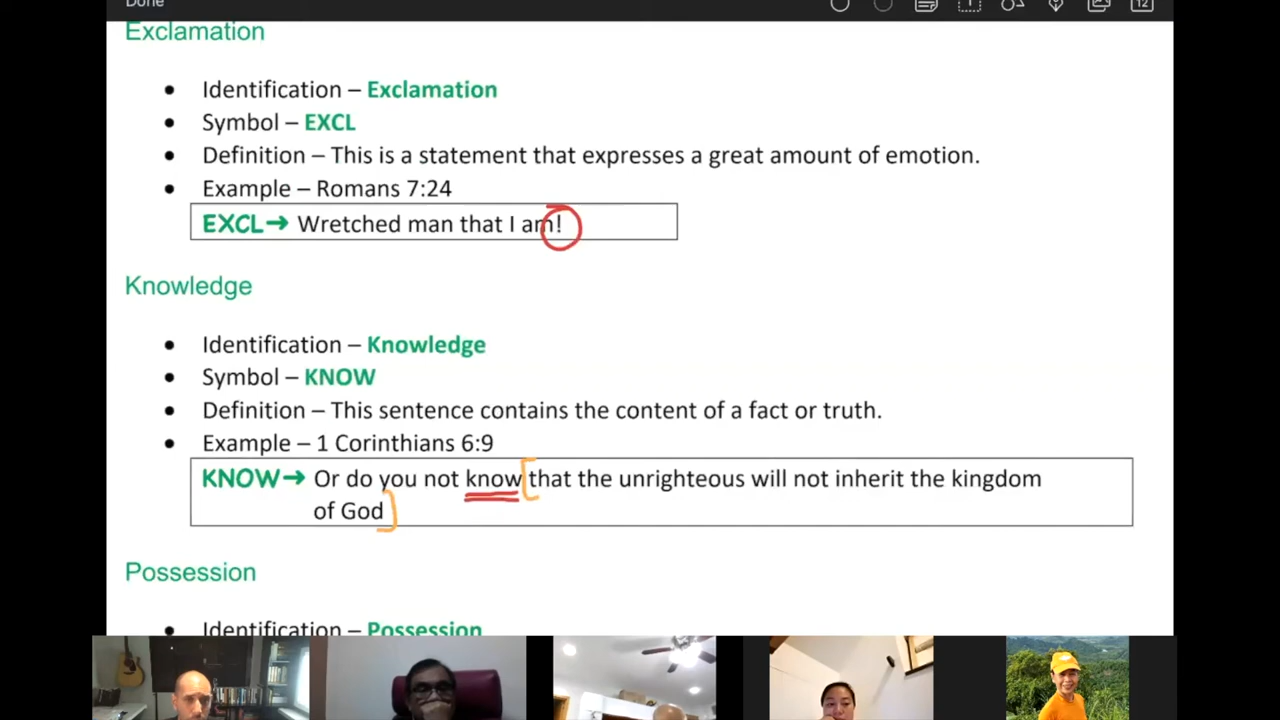 Done
12
Exclamation
• Identification – Exclamation
• Symbol – EXCL
• Definition – This is a statement that expresses a great amount of emotion.
• Example – Romans 7:24
EXCL➔ Wretched man that I am!
Knowledge
• Identification – Knowledge
• Symbol – KNOW
• Definition – This sentence contains the content of a fact or truth.
• Example – 1 Corinthians 6:9
KNOW➔ Or do you not know [that the unrighteous will not inherit the kingdom
of God]
Possession
• Identification – Possession